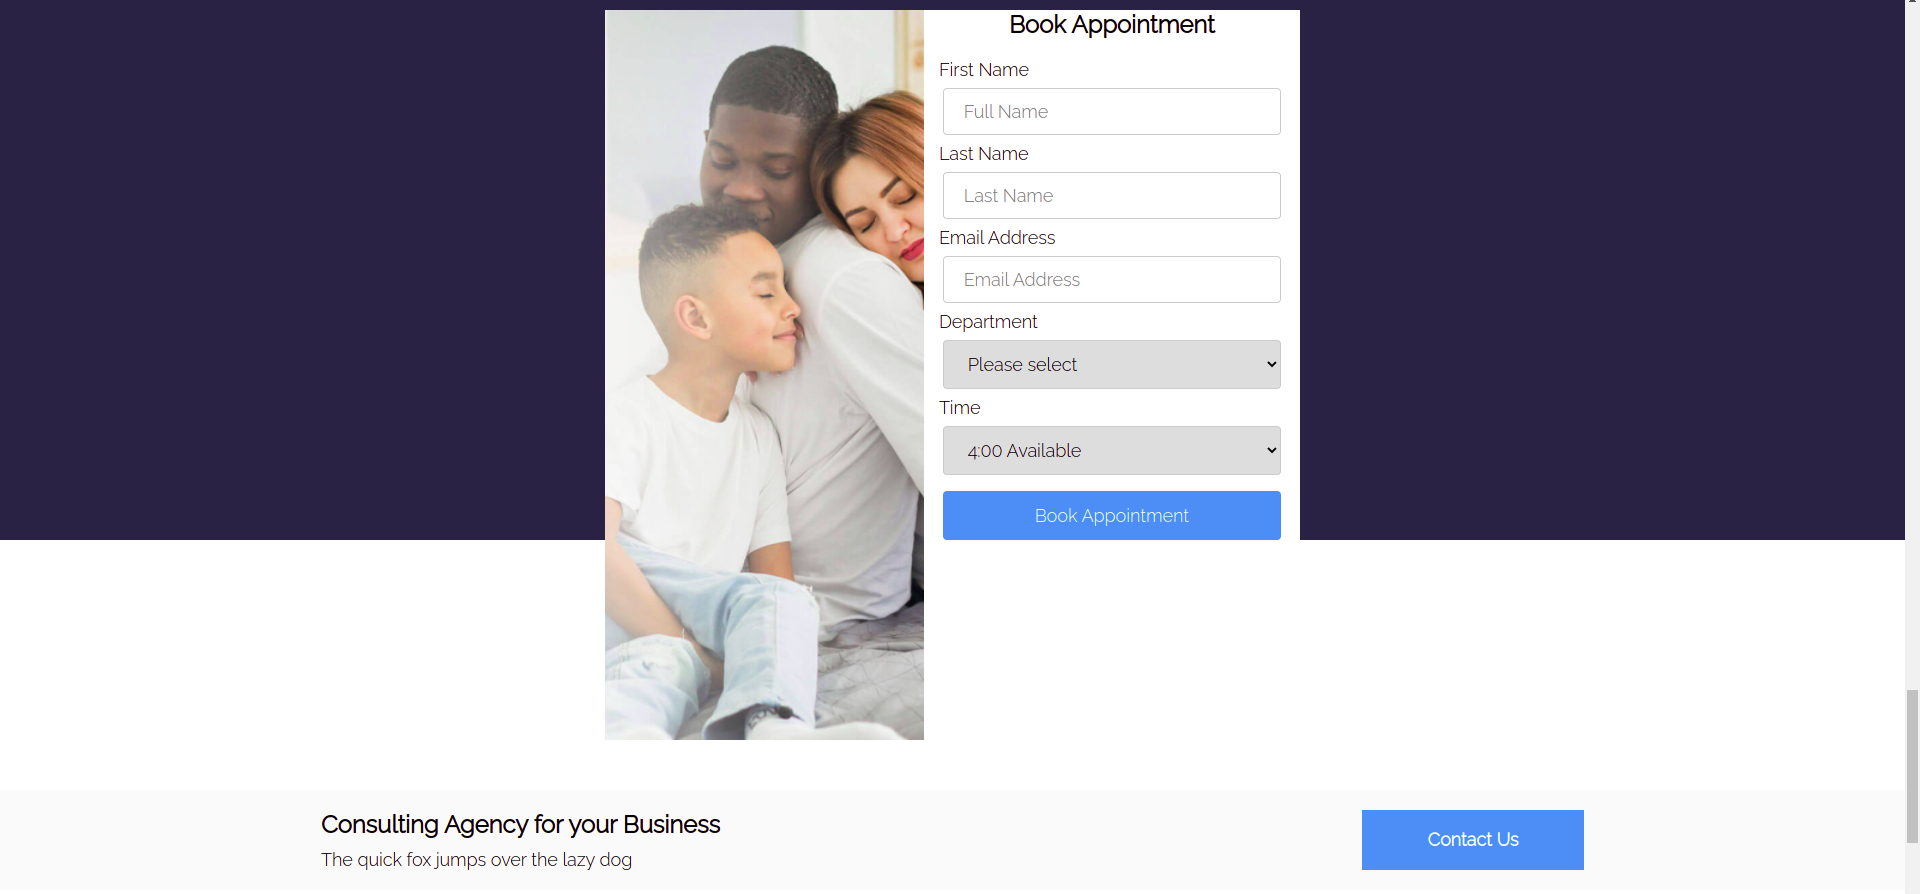 Book Appointment
First Name
Full Name
Last Name
Last Name
Email Address
Email Address
Department
Please select
Time
4:00 Available
Book Appointment
Consulting Agency for your Business
The quick fox jumps over the lazy dog
Contact Us